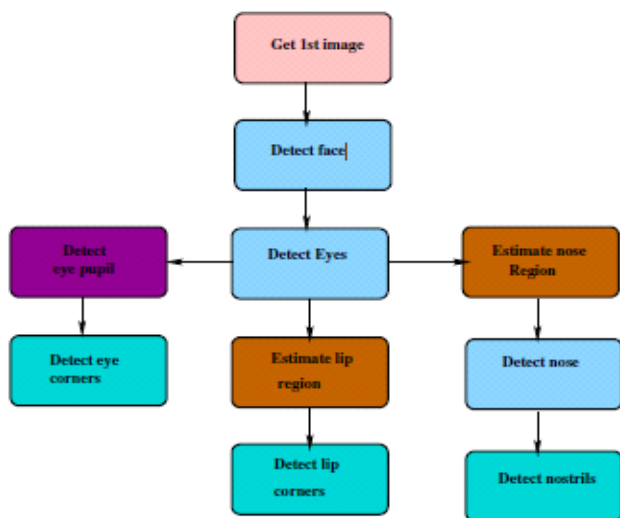 Get 1st image
Detect face
Detect
eye pupil
Detect Eyes
Estimate nose
Region
Detect eye
corners
Estimate lip
region
Detect nose
Detect lip
corners
Detect nostrils